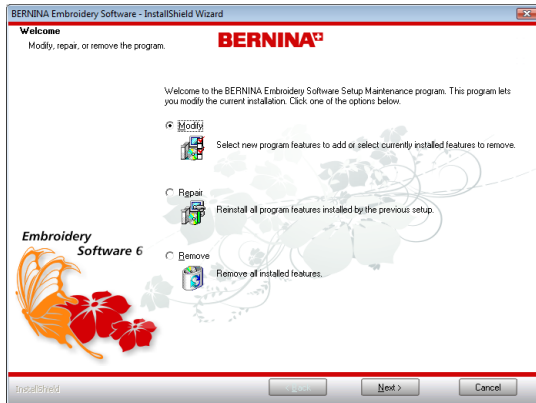 BERNINA Embroidery Software - InstallShield Wizard
Welcome
Modify, repair, or remove the program.
BERNINA
Welcome to the BERNINA Embroidery Software Setup Maintenance program. This program lets
you modify the current installation. Click one of the options below.
Modify
Select new program features to add or select currently installed features to remove.
Repair
Reinstall all program features installed by the previous setup.
Embroidery
Software 6
Remove
Remove all installed features.
InstallShield
< Back
Next >
Cancel